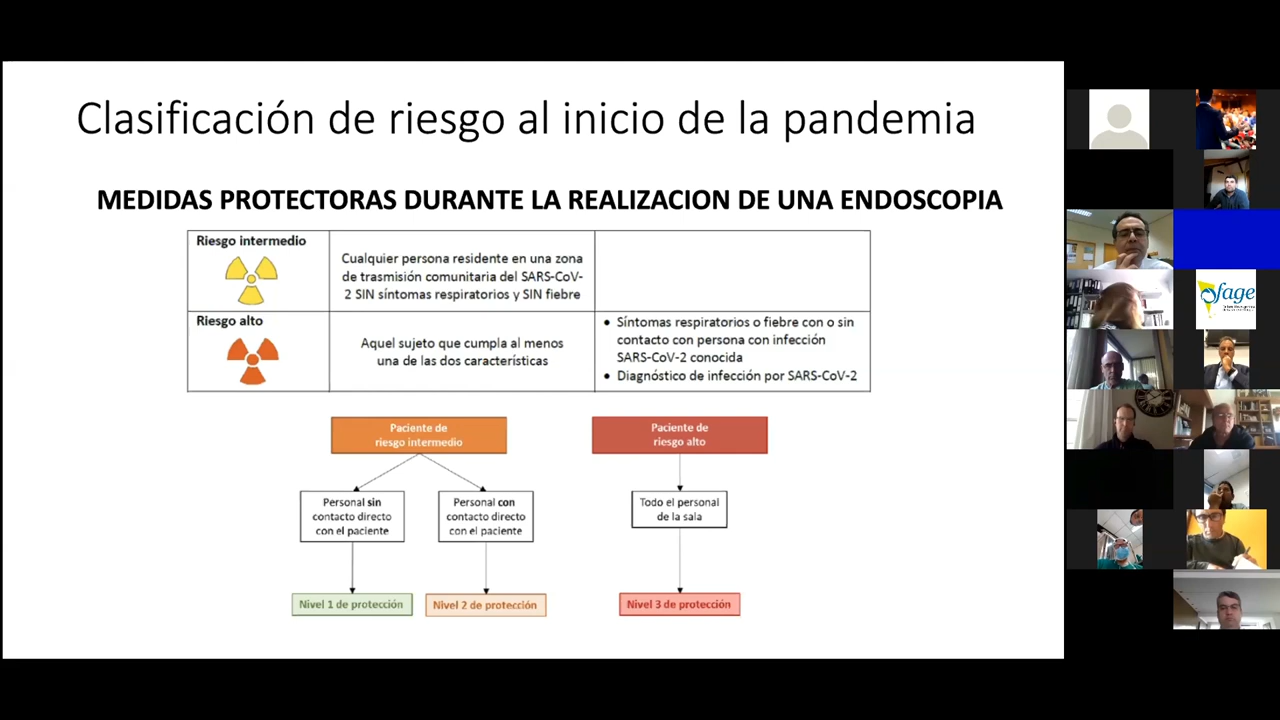 Clasificación de riesgo al inicio de la pandemia
MEDIDAS PROTECTORAS DURANTE LA REALIZACION DE UNA ENDOSCOPIA
Riesgo intermedio
Cualquier persona residente en una zona
de trasmisión comunitaria del SARS-CoV-
2 SIN síntomas respiratorios y SIN fiebre
Riesgo alto
Aquel sujeto que cumpla al menos
una de las dos características
• Síntomas respiratorios o fiebre con o sin
contacto con persona con infección
SARS-CoV-2 conocida
• Diagnóstico de infección por SARS-CoV-2
Paciente de
riesgo intermedio
Paciente de
riesgo alto
Personal sin
contacto directo
con el paciente
Personal con
contacto directo
con el paciente
Todo el personal
de la sala
Nivel 1 de protección
Nivel 2 de protección
Nivel 3 de protección
fage